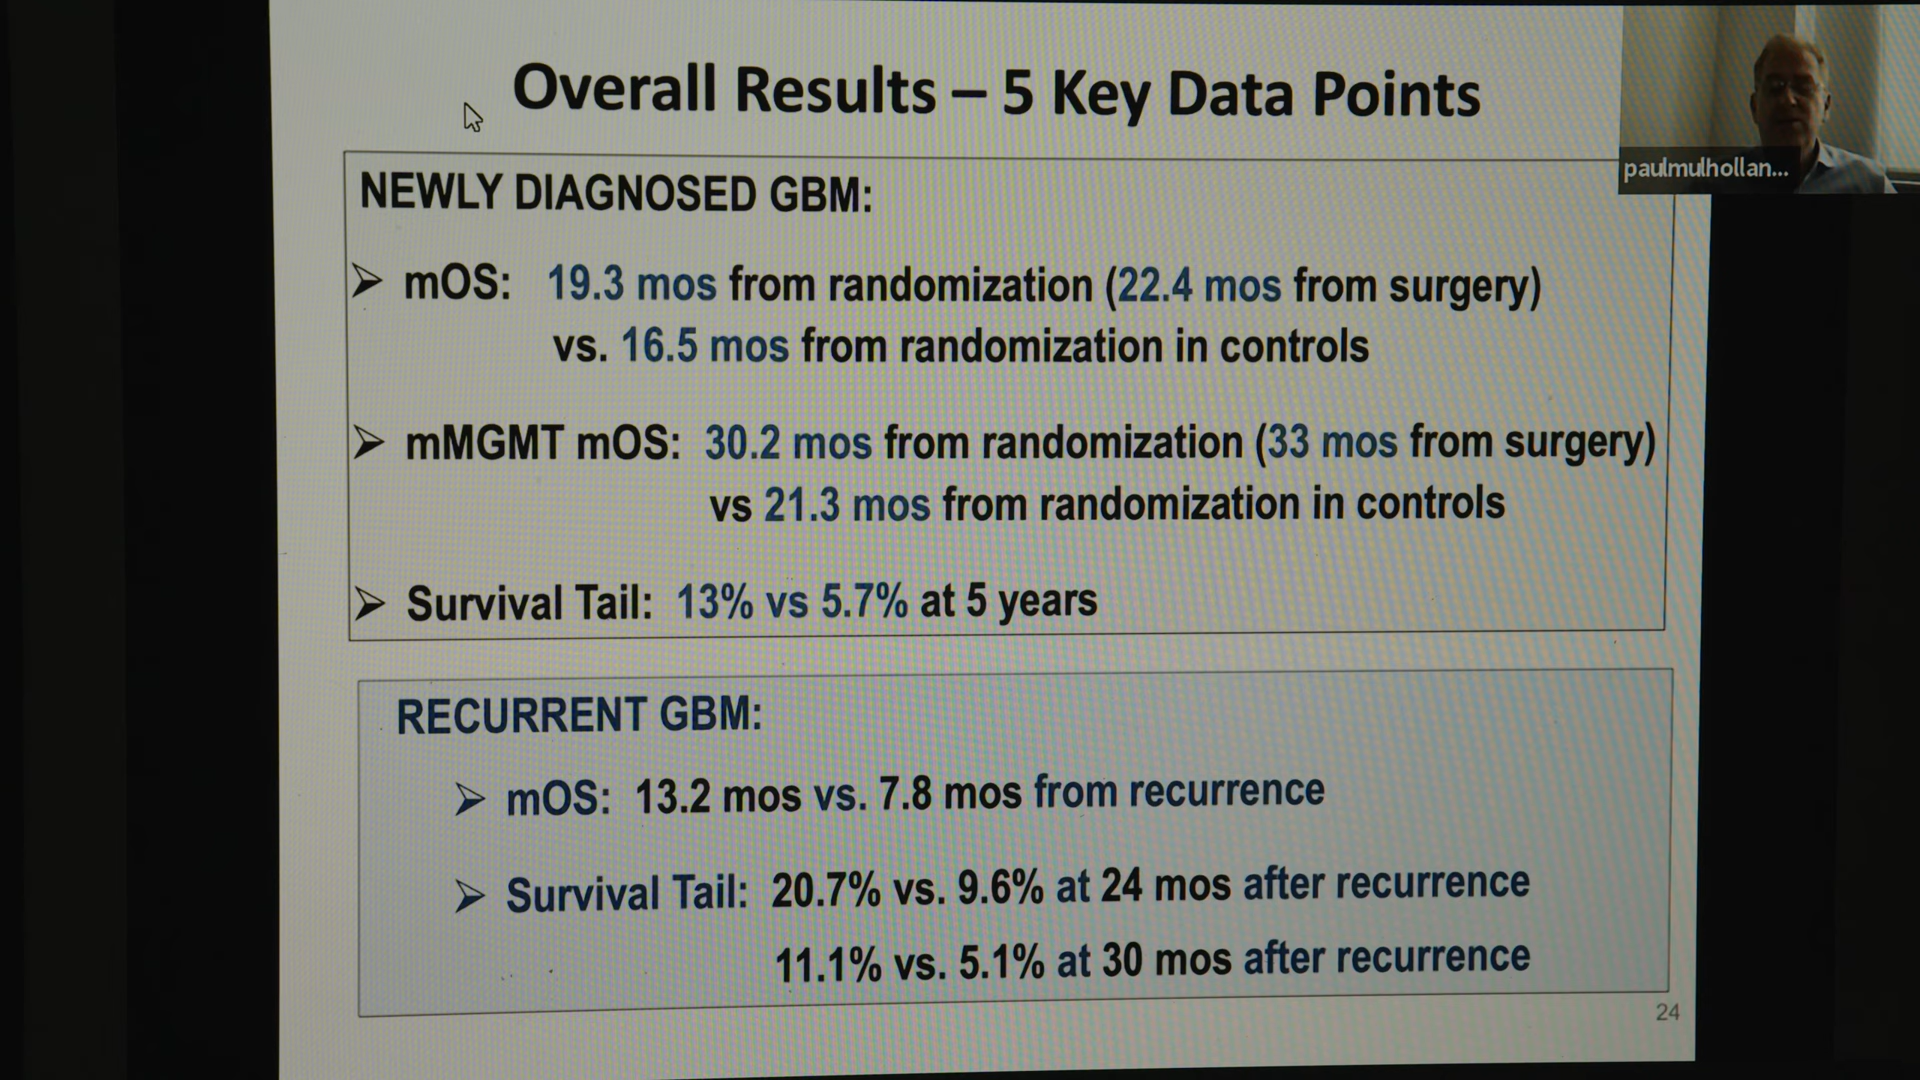 Overall Results – 5 Key Data Points
paulmulhollan...
NEWLY DIAGNOSED GBM:
➢ mOS: 19.3 mos from randomization (22.4 mos from surgery)
vs. 16.5 mos from randomization in controls
➢ mMGMT mOS: 30.2 mos from randomization (33 mos from surgery)
vs 21.3 mos from randomization in controls
➢ Survival Tail: 13% vs 5.7% at 5 years
RECURRENT GBM:
➢ mOS: 13.2 mos vs. 7.8 mos from recurrence
➢ Survival Tail: 20.7% vs. 9.6% at 24 mos after recurrence
11.1% vs. 5.1% at 30 mos after recurrence
24